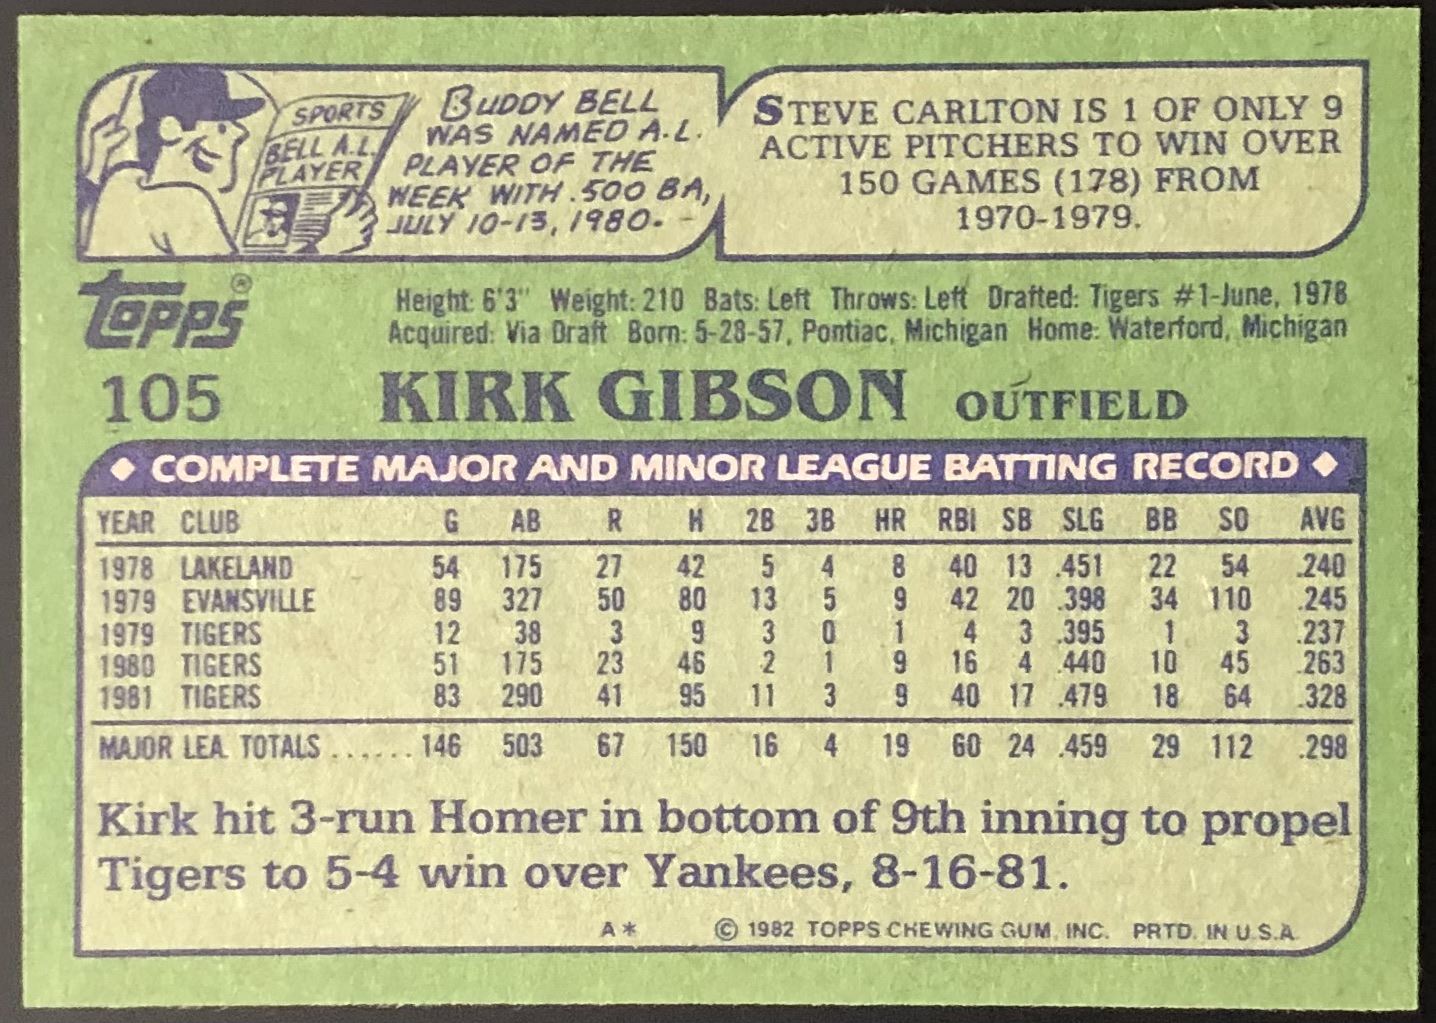 SPORTS
BELL A.L.
PLAYER
BUDDY BELL
WAS NAMED A.L.
PLAYER OF THE
WEEK WITH .500 BA,
JULY 10-13, 1980.
STEVE CARLTON IS 1 OF ONLY 9
ACTIVE PITCHERS TO WIN OVER
150 GAMES (178) FROM
1970-1979.
Topps®
Height: 6'3" Weight: 210 Bats: Left Throws: Left Drafted: Tigers #1-June, 1978
Acquired: Via Draft Born: 5-28-57, Pontiac, Michigan Home: Waterford, Michigan
105 KIRK GIBSON OUTFIELD
◆ COMPLETE MAJOR AND MINOR LEAGUE BATTING RECORD ◆
YEAR CLUB G AB R H 2B 3B HR RBI SB SLG BB SO AVG
1978 LAKELAND 54 175 27 42 5 4 8 40 13 .451 22 54 .240
1979 EVANSVILLE 89 327 50 80 13 5 9 42 20 .398 34 110 .245
1979 TIGERS 12 38 3 9 3 0 1 4 3 .395 1 3 .237
1980 TIGERS 51 175 23 46 2 1 9 16 4 .440 10 45 .263
1981 TIGERS 83 290 41 95 11 3 9 40 17 .479 18 64 .328
MAJOR LEA. TOTALS ...... 146 503 67 150 16 4 19 60 24 .459 29 112 .298
Kirk hit 3-run Homer in bottom of 9th inning to propel
Tigers to 5-4 win over Yankees, 8-16-81.
A* © 1982 TOPPS CHEWING GUM, INC. PRTD. IN U.S.A.